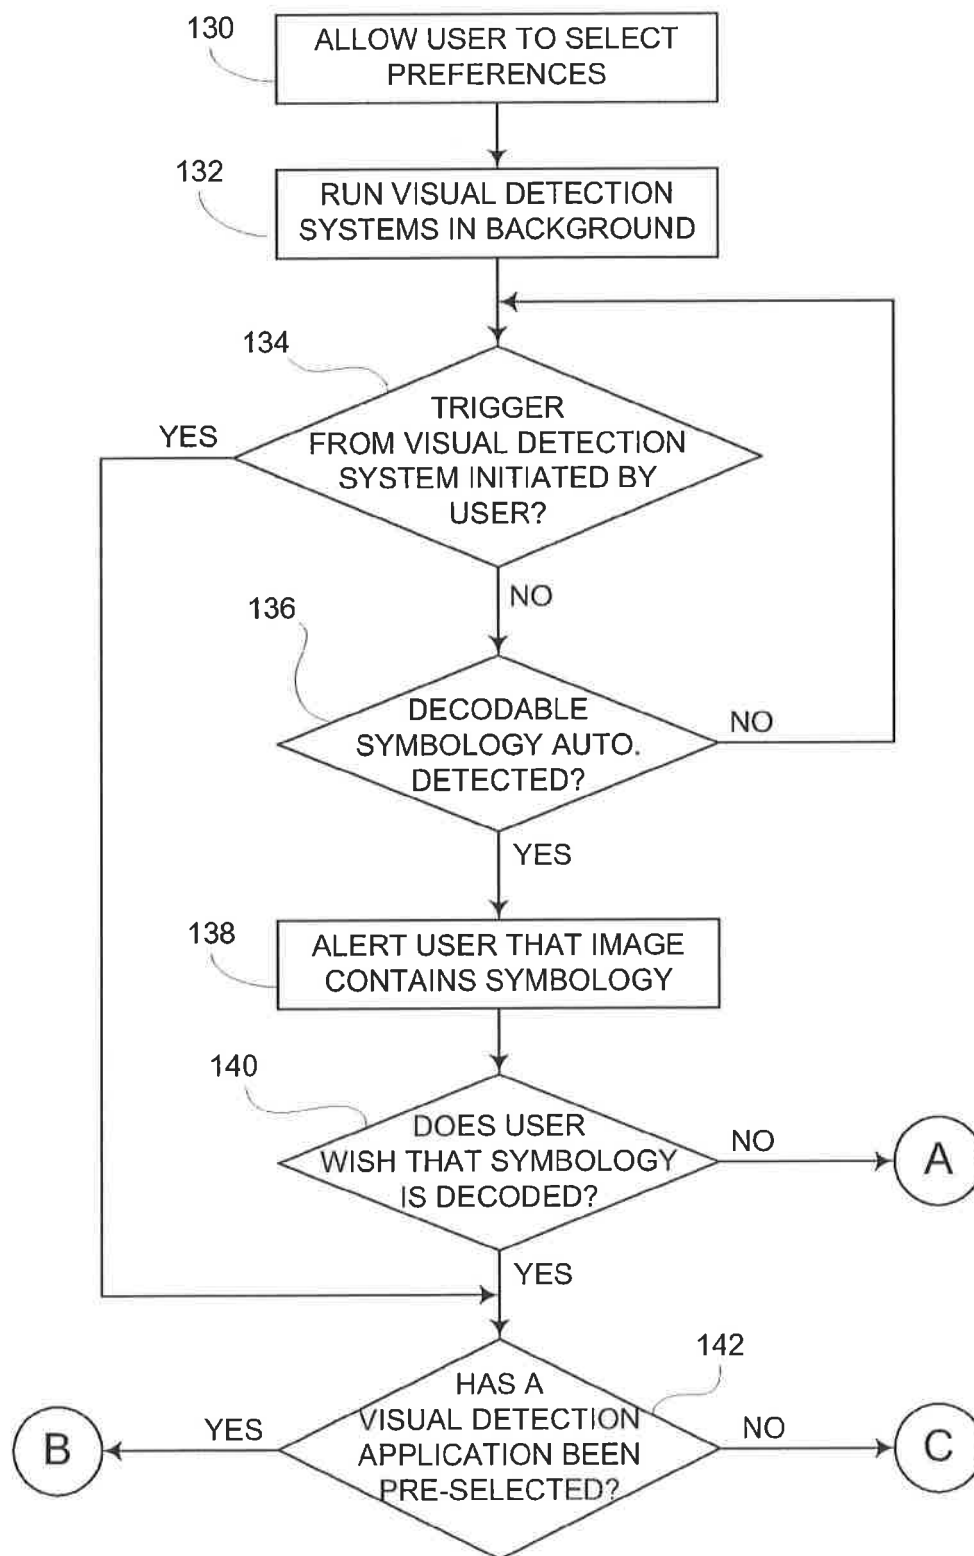 130
ALLOW USER TO SELECT
PREFERENCES
132
RUN VISUAL DETECTION
SYSTEMS IN BACKGROUND
134
TRIGGER
FROM VISUAL DETECTION
SYSTEM INITIATED BY
USER?
YES
NO
136
DECODABLE
SYMBOLOGY AUTO.
DETECTED?
NO
YES
138
ALERT USER THAT IMAGE
CONTAINS SYMBOLOGY
140
DOES USER
WISH THAT SYMBOLOGY
IS DECODED?
NO
A
YES
142
HAS A
VISUAL DETECTION
APPLICATION BEEN
PRE-SELECTED?
YES
B
NO
C